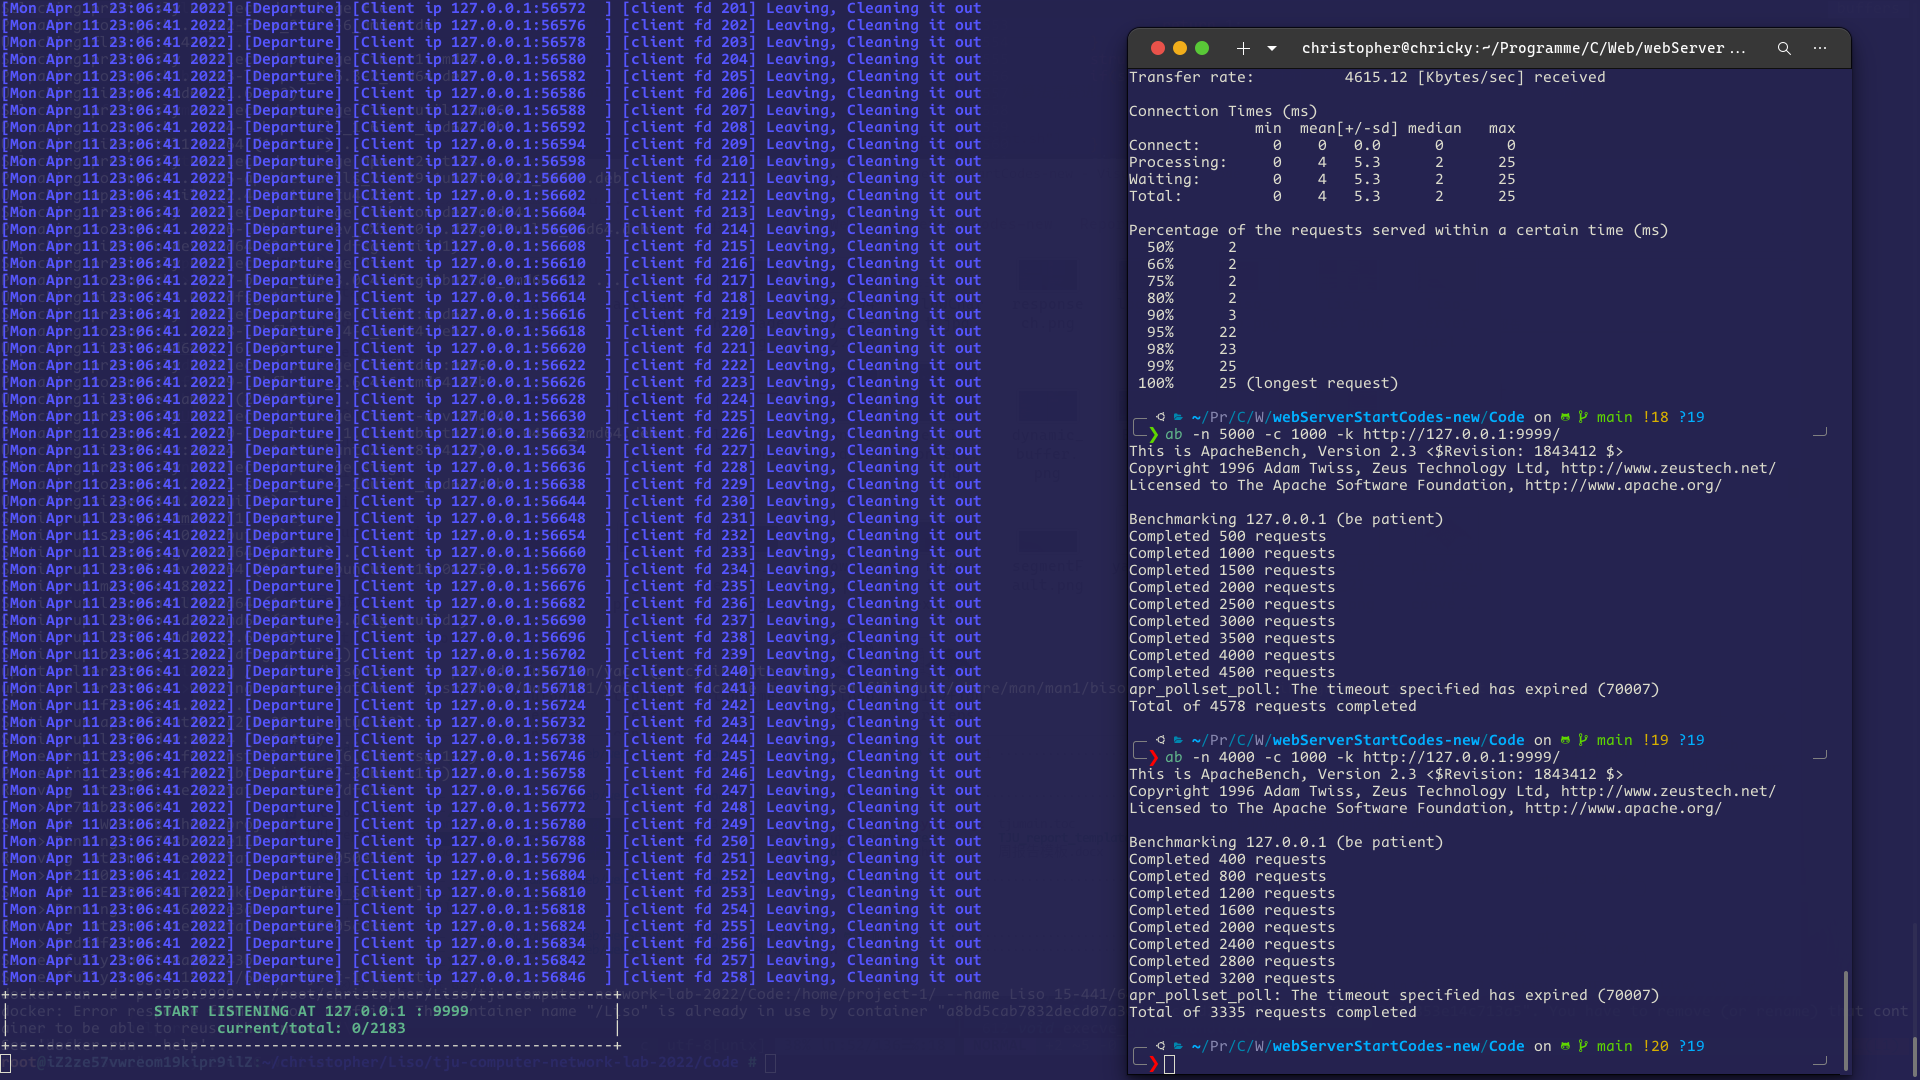 [Mon Apr 11 23:06:41 2022] [Departure] [Client ip 127.0.0.1:56572  ] [client fd 201] Leaving, Cleaning it out
[Mon Apr 11 23:06:41 2022] [Departure] [Client ip 127.0.0.1:56576  ] [client fd 202] Leaving, Cleaning it out
[Mon Apr 11 23:06:41 2022] [Departure] [Client ip 127.0.0.1:56578  ] [client fd 203] Leaving, Cleaning it out
[Mon Apr 11 23:06:41 2022] [Departure] [Client ip 127.0.0.1:56580  ] [client fd 204] Leaving, Cleaning it out
[Mon Apr 11 23:06:41 2022] [Departure] [Client ip 127.0.0.1:56582  ] [client fd 205] Leaving, Cleaning it out
[Mon Apr 11 23:06:41 2022] [Departure] [Client ip 127.0.0.1:56586  ] [client fd 206] Leaving, Cleaning it out
[Mon Apr 11 23:06:41 2022] [Departure] [Client ip 127.0.0.1:56588  ] [client fd 207] Leaving, Cleaning it out
[Mon Apr 11 23:06:41 2022] [Departure] [Client ip 127.0.0.1:56592  ] [client fd 208] Leaving, Cleaning it out
[Mon Apr 11 23:06:41 2022] [Departure] [Client ip 127.0.0.1:56594  ] [client fd 209] Leaving, Cleaning it out
[Mon Apr 11 23:06:41 2022] [Departure] [Client ip 127.0.0.1:56598  ] [client fd 210] Leaving, Cleaning it out
[Mon Apr 11 23:06:41 2022] [Departure] [Client ip 127.0.0.1:56600  ] [client fd 211] Leaving, Cleaning it out
[Mon Apr 11 23:06:41 2022] [Departure] [Client ip 127.0.0.1:56602  ] [client fd 212] Leaving, Cleaning it out
[Mon Apr 11 23:06:41 2022] [Departure] [Client ip 127.0.0.1:56604  ] [client fd 213] Leaving, Cleaning it out
[Mon Apr 11 23:06:41 2022] [Departure] [Client ip 127.0.0.1:56606  ] [client fd 214] Leaving, Cleaning it out
[Mon Apr 11 23:06:41 2022] [Departure] [Client ip 127.0.0.1:56608  ] [client fd 215] Leaving, Cleaning it out
[Mon Apr 11 23:06:41 2022] [Departure] [Client ip 127.0.0.1:56610  ] [client fd 216] Leaving, Cleaning it out
[Mon Apr 11 23:06:41 2022] [Departure] [Client ip 127.0.0.1:56612  ] [client fd 217] Leaving, Cleaning it out
[Mon Apr 11 23:06:41 2022] [Departure] [Client ip 127.0.0.1:56614  ] [client fd 218] Leaving, Cleaning it out
[Mon Apr 11 23:06:41 2022] [Departure] [Client ip 127.0.0.1:56616  ] [client fd 219] Leaving, Cleaning it out
[Mon Apr 11 23:06:41 2022] [Departure] [Client ip 127.0.0.1:56618  ] [client fd 220] Leaving, Cleaning it out
[Mon Apr 11 23:06:41 2022] [Departure] [Client ip 127.0.0.1:56620  ] [client fd 221] Leaving, Cleaning it out
[Mon Apr 11 23:06:41 2022] [Departure] [Client ip 127.0.0.1:56622  ] [client fd 222] Leaving, Cleaning it out
[Mon Apr 11 23:06:41 2022] [Departure] [Client ip 127.0.0.1:56626  ] [client fd 223] Leaving, Cleaning it out
[Mon Apr 11 23:06:41 2022] [Departure] [Client ip 127.0.0.1:56628  ] [client fd 224] Leaving, Cleaning it out
[Mon Apr 11 23:06:41 2022] [Departure] [Client ip 127.0.0.1:56630  ] [client fd 225] Leaving, Cleaning it out
[Mon Apr 11 23:06:41 2022] [Departure] [Client ip 127.0.0.1:56632  ] [client fd 226] Leaving, Cleaning it out
[Mon Apr 11 23:06:41 2022] [Departure] [Client ip 127.0.0.1:56634  ] [client fd 227] Leaving, Cleaning it out
[Mon Apr 11 23:06:41 2022] [Departure] [Client ip 127.0.0.1:56636  ] [client fd 228] Leaving, Cleaning it out
[Mon Apr 11 23:06:41 2022] [Departure] [Client ip 127.0.0.1:56638  ] [client fd 229] Leaving, Cleaning it out
[Mon Apr 11 23:06:41 2022] [Departure] [Client ip 127.0.0.1:56644  ] [client fd 230] Leaving, Cleaning it out
[Mon Apr 11 23:06:41 2022] [Departure] [Client ip 127.0.0.1:56648  ] [client fd 231] Leaving, Cleaning it out
[Mon Apr 11 23:06:41 2022] [Departure] [Client ip 127.0.0.1:56654  ] [client fd 232] Leaving, Cleaning it out
[Mon Apr 11 23:06:41 2022] [Departure] [Client ip 127.0.0.1:56660  ] [client fd 233] Leaving, Cleaning it out
[Mon Apr 11 23:06:41 2022] [Departure] [Client ip 127.0.0.1:56670  ] [client fd 234] Leaving, Cleaning it out
[Mon Apr 11 23:06:41 2022] [Departure] [Client ip 127.0.0.1:56676  ] [client fd 235] Leaving, Cleaning it out
[Mon Apr 11 23:06:41 2022] [Departure] [Client ip 127.0.0.1:56682  ] [client fd 236] Leaving, Cleaning it out
[Mon Apr 11 23:06:41 2022] [Departure] [Client ip 127.0.0.1:56690  ] [client fd 237] Leaving, Cleaning it out
[Mon Apr 11 23:06:41 2022] [Departure] [Client ip 127.0.0.1:56696  ] [client fd 238] Leaving, Cleaning it out
[Mon Apr 11 23:06:41 2022] [Departure] [Client ip 127.0.0.1:56702  ] [client fd 239] Leaving, Cleaning it out
[Mon Apr 11 23:06:41 2022] [Departure] [Client ip 127.0.0.1:56710  ] [client fd 240] Leaving, Cleaning it out
[Mon Apr 11 23:06:41 2022] [Departure] [Client ip 127.0.0.1:56718  ] [client fd 241] Leaving, Cleaning it out
[Mon Apr 11 23:06:41 2022] [Departure] [Client ip 127.0.0.1:56724  ] [client fd 242] Leaving, Cleaning it out
[Mon Apr 11 23:06:41 2022] [Departure] [Client ip 127.0.0.1:56732  ] [client fd 243] Leaving, Cleaning it out
[Mon Apr 11 23:06:41 2022] [Departure] [Client ip 127.0.0.1:56738  ] [client fd 244] Leaving, Cleaning it out
[Mon Apr 11 23:06:41 2022] [Departure] [Client ip 127.0.0.1:56746  ] [client fd 245] Leaving, Cleaning it out
[Mon Apr 11 23:06:41 2022] [Departure] [Client ip 127.0.0.1:56758  ] [client fd 246] Leaving, Cleaning it out
[Mon Apr 11 23:06:41 2022] [Departure] [Client ip 127.0.0.1:56766  ] [client fd 247] Leaving, Cleaning it out
[Mon Apr 11 23:06:41 2022] [Departure] [Client ip 127.0.0.1:56772  ] [client fd 248] Leaving, Cleaning it out
[Mon Apr 11 23:06:41 2022] [Departure] [Client ip 127.0.0.1:56780  ] [client fd 249] Leaving, Cleaning it out
[Mon Apr 11 23:06:41 2022] [Departure] [Client ip 127.0.0.1:56788  ] [client fd 250] Leaving, Cleaning it out
[Mon Apr 11 23:06:41 2022] [Departure] [Client ip 127.0.0.1:56796  ] [client fd 251] Leaving, Cleaning it out
[Mon Apr 11 23:06:41 2022] [Departure] [Client ip 127.0.0.1:56804  ] [client fd 252] Leaving, Cleaning it out
[Mon Apr 11 23:06:41 2022] [Departure] [Client ip 127.0.0.1:56810  ] [client fd 253] Leaving, Cleaning it out
[Mon Apr 11 23:06:41 2022] [Departure] [Client ip 127.0.0.1:56818  ] [client fd 254] Leaving, Cleaning it out
[Mon Apr 11 23:06:41 2022] [Departure] [Client ip 127.0.0.1:56824  ] [client fd 255] Leaving, Cleaning it out
[Mon Apr 11 23:06:41 2022] [Departure] [Client ip 127.0.0.1:56834  ] [client fd 256] Leaving, Cleaning it out
[Mon Apr 11 23:06:41 2022] [Departure] [Client ip 127.0.0.1:56842  ] [client fd 257] Leaving, Cleaning it out
[Mon Apr 11 23:06:41 2022] [Departure] [Client ip 127.0.0.1:56846  ] [client fd 258] Leaving, Cleaning it out
START LISTENING AT 127.0.0.1 : 9999
current/total: 0/2183
christopher@chricky:~/Programme/C/Web/webServer ...
Transfer rate:          4615.12 [Kbytes/sec] received
Connection Times (ms)
              min  mean[+/-sd] median   max
Connect:        0    0   0.0      0       0
Processing:     0    4   5.3      2      25
Waiting:        0    4   5.3      2      25
Total:          0    4   5.3      2      25
Percentage of the requests served within a certain time (ms)
  50%      2
  66%      2
  75%      2
  80%      2
  90%      3
  95%     22
  98%     23
  99%     25
 100%     25 (longest request)
~/Pr/C/W/webServerStartCodes-new/Code on main !18 ?19
❯ ab -n 5000 -c 1000 -k http://127.0.0.1:9999/
This is ApacheBench, Version 2.3 <$Revision: 1843412 $>
Copyright 1996 Adam Twiss, Zeus Technology Ltd, http://www.zeustech.net/
Licensed to The Apache Software Foundation, http://www.apache.org/
Benchmarking 127.0.0.1 (be patient)
Completed 500 requests
Completed 1000 requests
Completed 1500 requests
Completed 2000 requests
Completed 2500 requests
Completed 3000 requests
Completed 3500 requests
Completed 4000 requests
Completed 4500 requests
apr_pollset_poll: The timeout specified has expired (70007)
Total of 4578 requests completed
~/Pr/C/W/webServerStartCodes-new/Code on main !19 ?19
❯ ab -n 4000 -c 1000 -k http://127.0.0.1:9999/
This is ApacheBench, Version 2.3 <$Revision: 1843412 $>
Copyright 1996 Adam Twiss, Zeus Technology Ltd, http://www.zeustech.net/
Licensed to The Apache Software Foundation, http://www.apache.org/
Benchmarking 127.0.0.1 (be patient)
Completed 400 requests
Completed 800 requests
Completed 1200 requests
Completed 1600 requests
Completed 2000 requests
Completed 2400 requests
Completed 2800 requests
Completed 3200 requests
apr_pollset_poll: The timeout specified has expired (70007)
Total of 3335 requests completed
~/Pr/C/W/webServerStartCodes-new/Code on main !20 ?19
❯